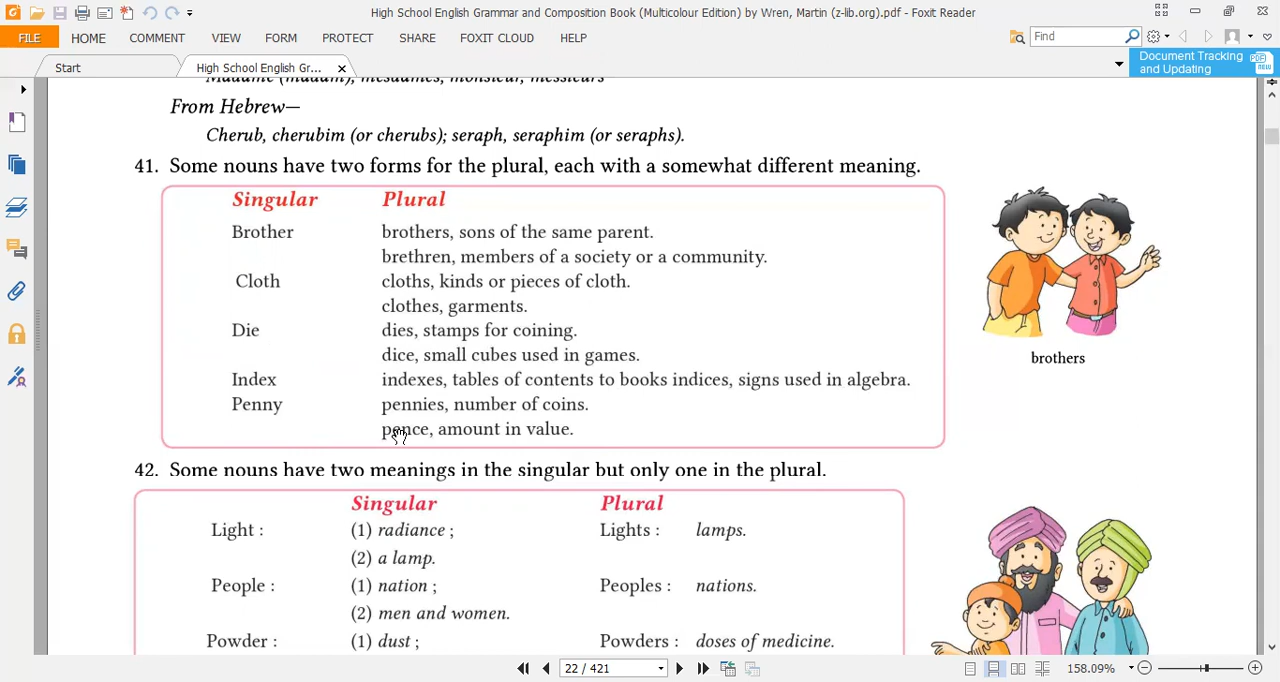 High School English Grammar and Composition Book (Multicolour Edition) by Wren, Martin (z-lib.org).pdf - Foxit Reader
FILE HOME COMMENT VIEW FORM PROTECT SHARE FOXIT CLOUD HELP Find
Start High School English Gr... Document Tracking
and Updating
Madame (madam), mesdames, monsieur, messieurs
From Hebrew—
Cherub, cherubim (or cherubs); seraph, seraphim (or seraphs).
41. Some nouns have two forms for the plural, each with a somewhat different meaning.
Singular Plural
Brother brothers, sons of the same parent.
brethren, members of a society or a community.
Cloth cloths, kinds or pieces of cloth.
clothes, garments.
Die dies, stamps for coining.
dice, small cubes used in games.
Index indexes, tables of contents to books indices, signs used in algebra.
Penny pennies, number of coins.
pence, amount in value.
brothers
42. Some nouns have two meanings in the singular but only one in the plural.
Singular Plural
Light : (1) radiance ; Lights : lamps.
(2) a lamp.
People : (1) nation ; Peoples : nations.
(2) men and women.
Powder : (1) dust ; Powders : doses of medicine.
22 / 421 158.09%